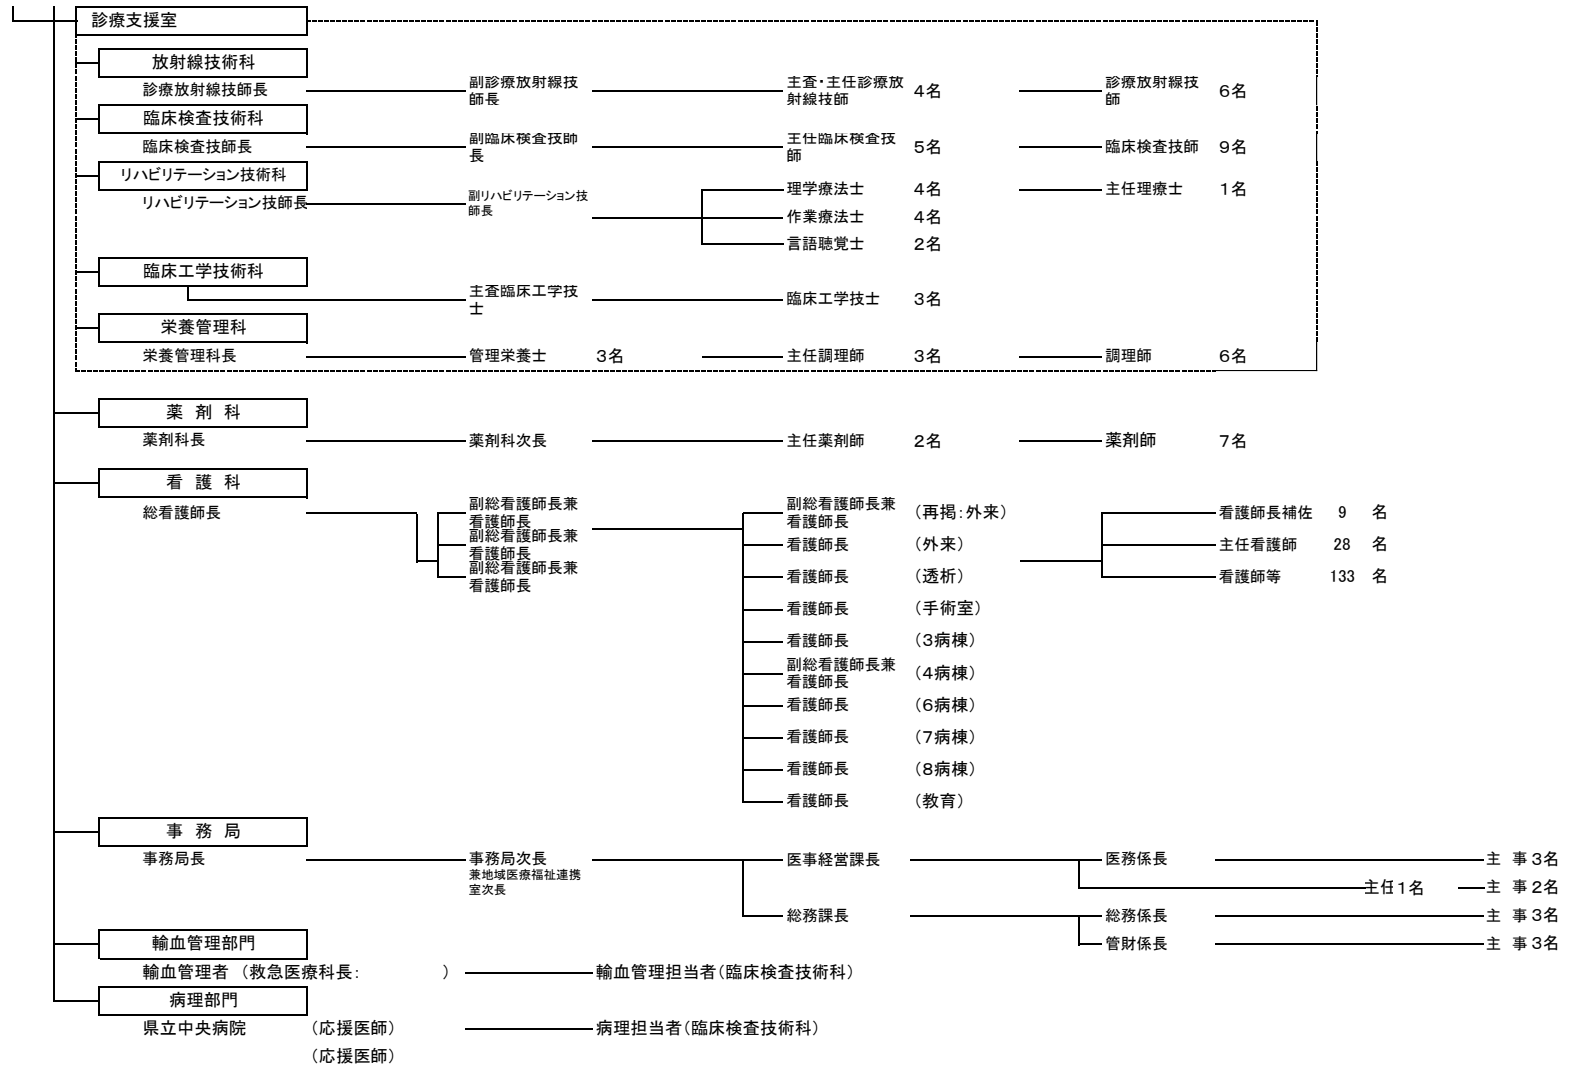 診療支援室
放射線技術科
診療放射線技師長 副診療放射線技師長 主査・主任診療放射線技師 4名 診療放射線技師 6名
臨床検査技術科
臨床検査技師長 副臨床検査技師長 主任臨床検査技師 5名 臨床検査技師 9名
リハビリテーション技術科
リハビリテーション技師長 副リハビリテーション技師長 理学療法士 4名 主任理療士 1名
作業療法士 4名
言語聴覚士 2名
臨床工学技術科
主査臨床工学技士 臨床工学技士 3名
栄養管理科
栄養管理科長 管理栄養士 3名 主任調理師 3名 調理師 6名
薬 剤 科
薬剤科長 薬剤科次長 主任薬剤師 2名 薬剤師 7名
看 護 科
総看護師長 副総看護師長兼看護師長 副総看護師長兼看護師長 （再掲：外来） 看護師長補佐 9 名
副総看護師長兼看護師長 看護師長 （外来） 主任看護師 28 名
副総看護師長兼看護師長 看護師長 （透析） 看護師等 133 名
看護師長 （手術室）
看護師長 （3病棟）
副総看護師長兼看護師長 （4病棟）
看護師長 （6病棟）
看護師長 （7病棟）
看護師長 （8病棟）
看護師長 （教育）
事 務 局
事務局長 事務局次長 医事経営課長 医務係長 主 事 3名
兼地域医療福祉連携室次長 主任 1名 主 事 2名
総務課長 総務係長 主 事 3名
管財係長 主 事 3名
輸血管理部門
輸血管理者 （救急医療科長： ） 輸血管理担当者（臨床検査技術科）
病理部門
県立中央病院 （応援医師） 病理担当者（臨床検査技術科）
（応援医師）